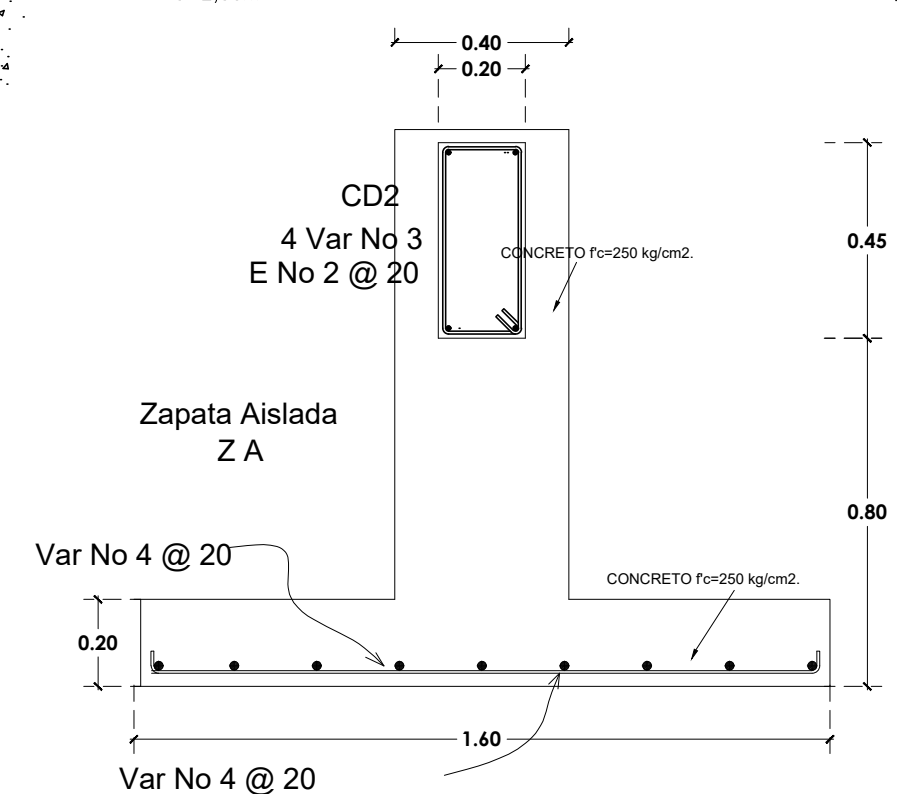 0.40
0.20
CD2
4 Var No 3
E No 2 @ 20
CONCRETO f'c=250 kg/cm2.
0.45
Zapata Aislada
Z A
0.80
Var No 4 @ 20
CONCRETO f'c=250 kg/cm2.
0.20
1.60
Var No 4 @ 20